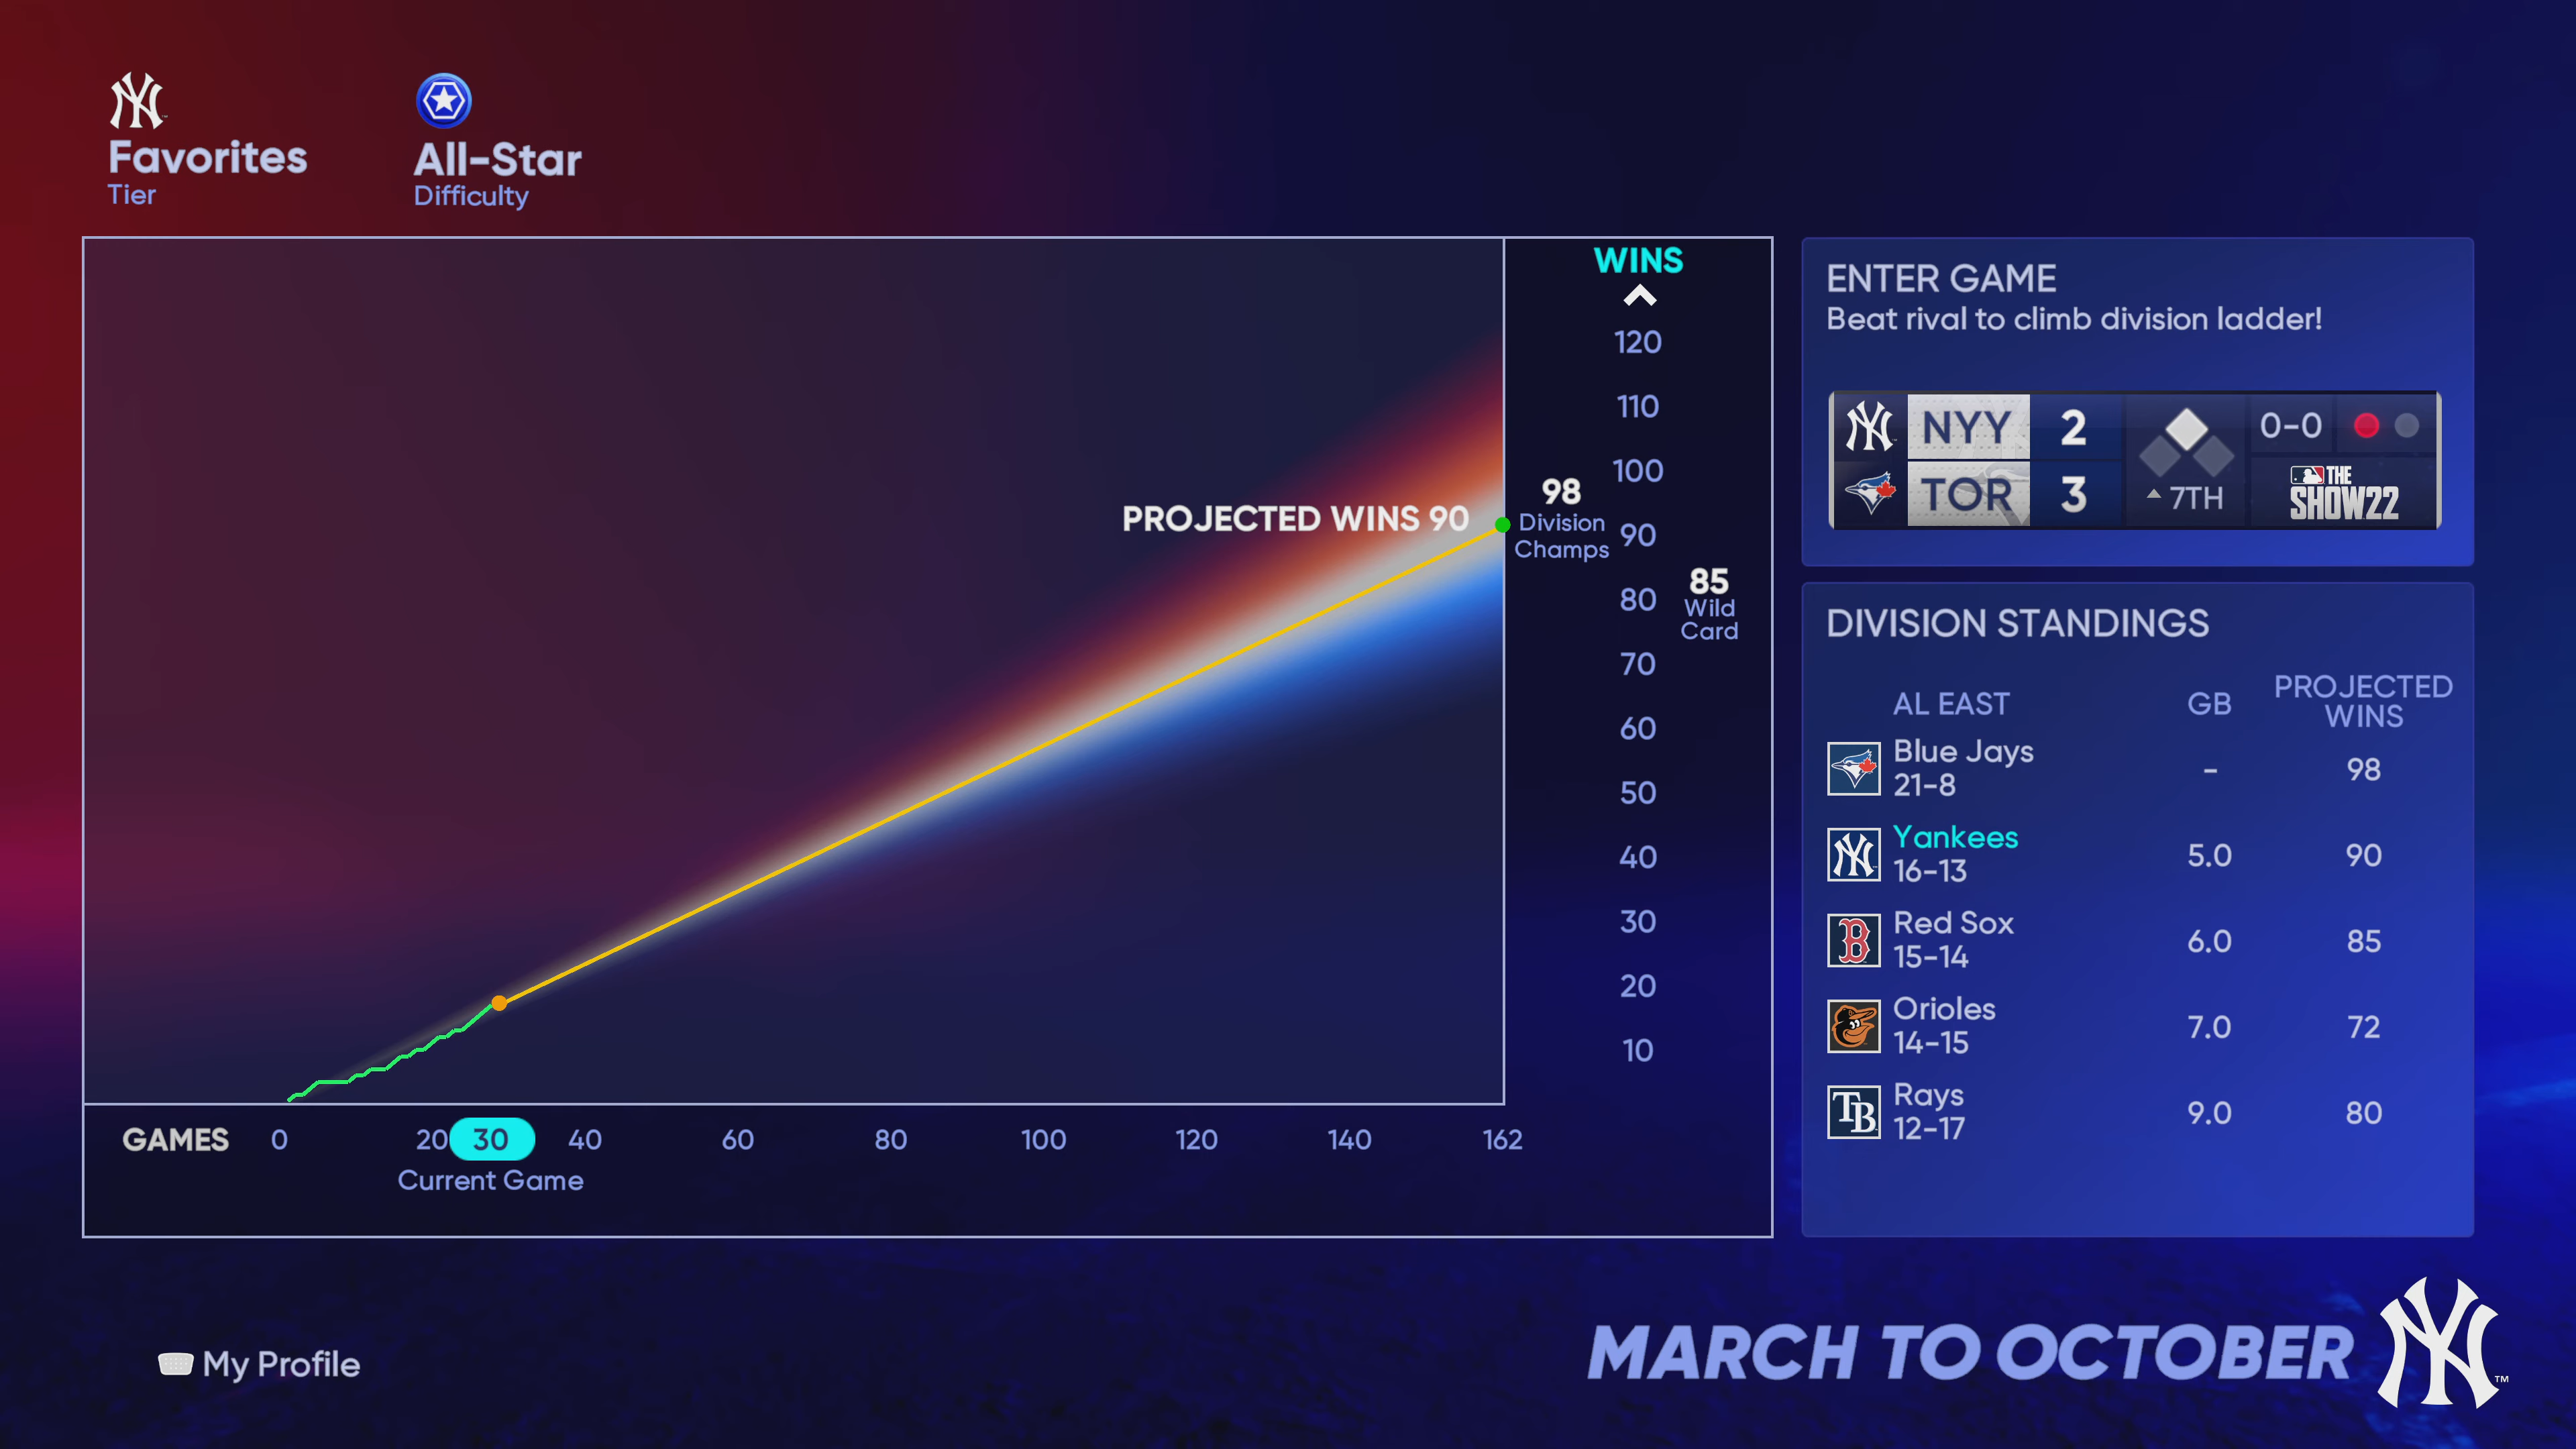 Favorites
Tier
All-Star
Difficulty
WINS
120
110
100
90
80
70
60
50
40
30
20
10
PROJECTED WINS 90
98
Division
Champs
85
Wild
Card
GAMES 0 20 30 40 60 80 100 120 140 162
Current Game
ENTER GAME
Beat rival to climb division ladder!
NYY 2 0-0
TOR 3 7TH
MLB THE
SHOW22
DIVISION STANDINGS
AL EAST GB PROJECTED
WINS
Blue Jays
21-8 - 98
Yankees
16-13 5.0 90
Red Sox
15-14 6.0 85
Orioles
14-15 7.0 72
TB Rays
12-17 9.0 80
My Profile
MARCH TO OCTOBER NY TM